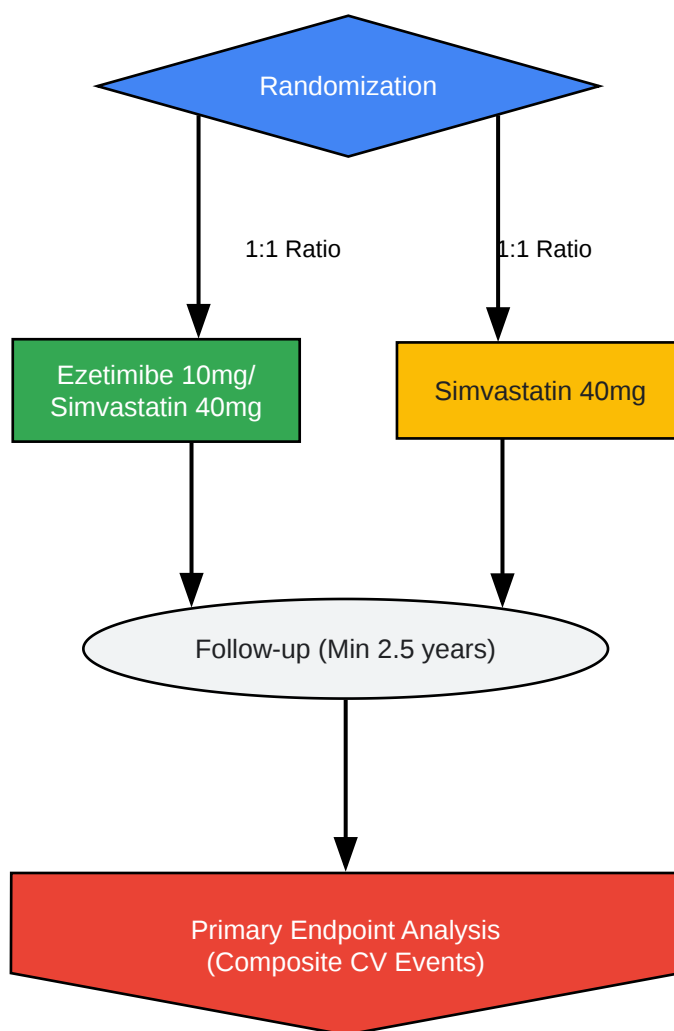 Randomization
1:1 Ratio
1:1 Ratio
Ezetimibe 10mg/
Simvastatin 40mg
Simvastatin 40mg
Follow-up (Min 2.5 years)
Primary Endpoint Analysis
(Composite CV Events)